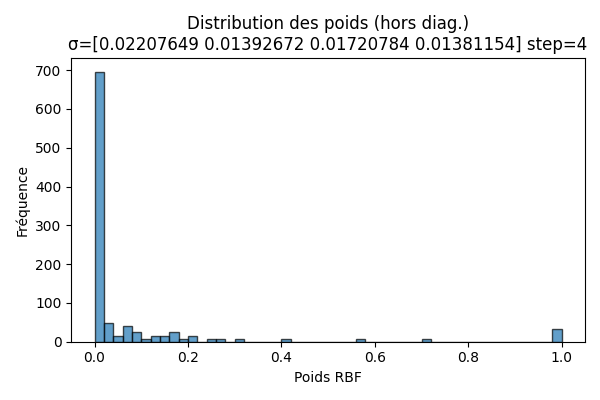 Distribution des poids (hors diag.)
σ=[0.02207649 0.01392672 0.01720784 0.01381154] step=4
Fréquence
700
600
500
400
300
200
100
0
0.0 0.2 0.4 0.6 0.8 1.0
Poids RBF